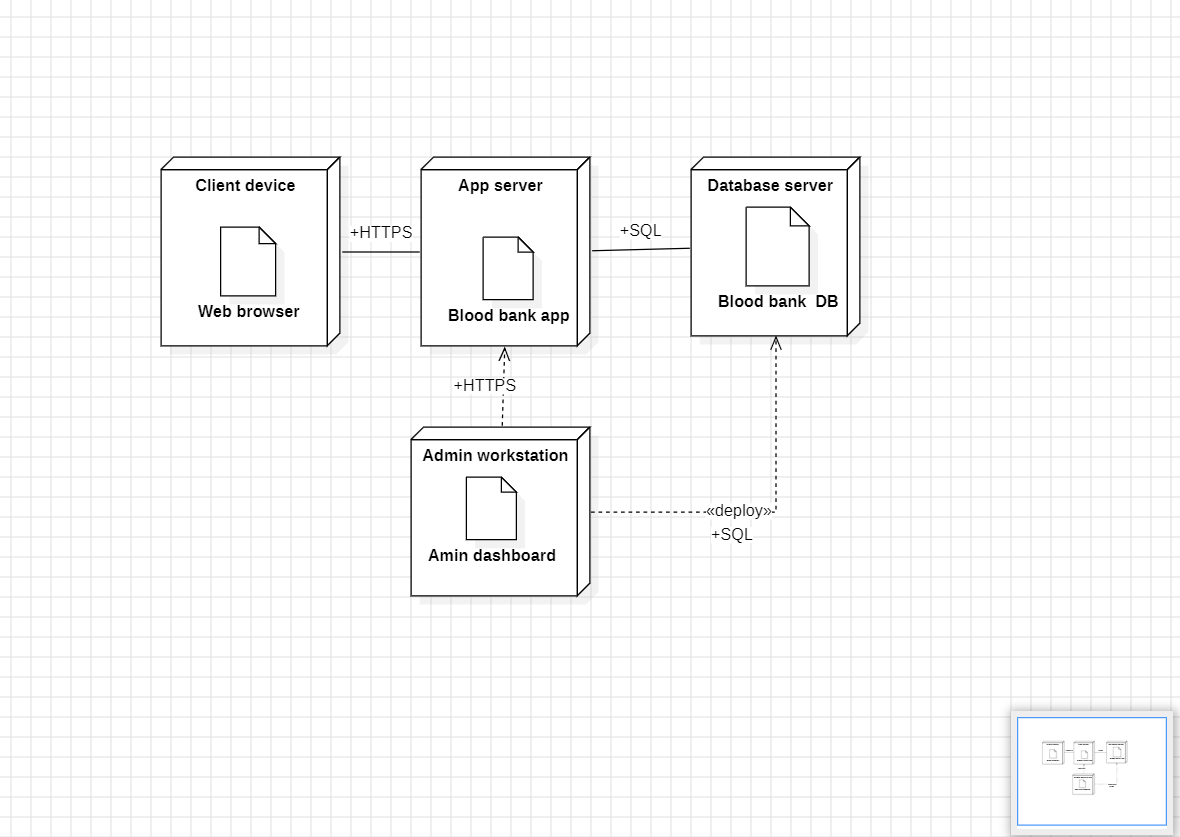 Client device
App server
Database server
+HTTPS
+SQL
Web browser
Blood bank app
Blood bank  DB
+HTTPS
Admin workstation
«deploy»
+SQL
Amin dashboard